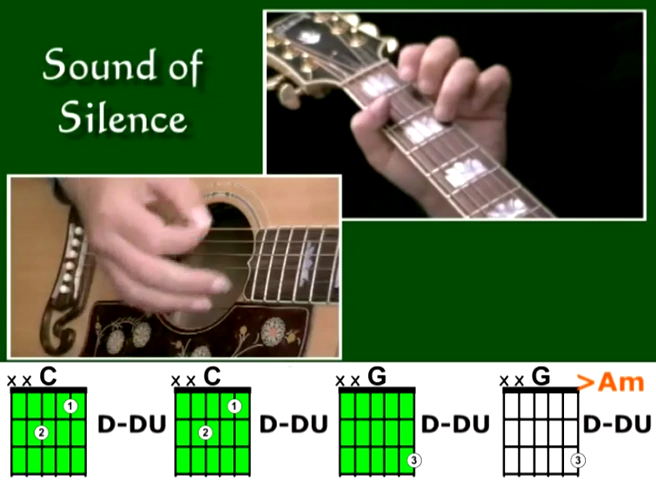 Sound of
Silence
x x C
x x C
x x G
x x G >Am
1
2
D-DU
1
2
D-DU
3
D-DU
3
D-DU